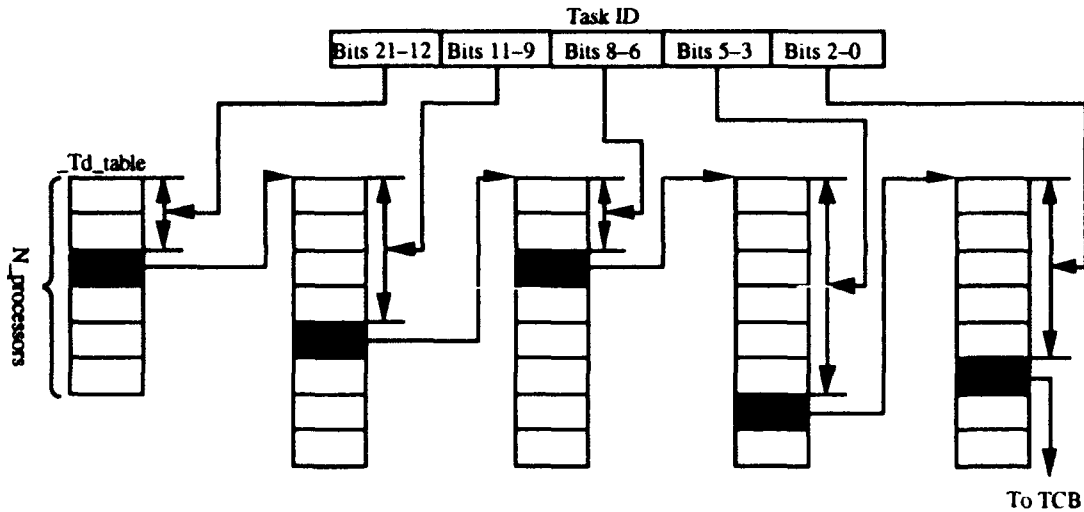 Task ID
Bits 21–12 Bits 11–9 Bits 8–6 Bits 5–3 Bits 2–0
_Td_table
N_processors
To TCB